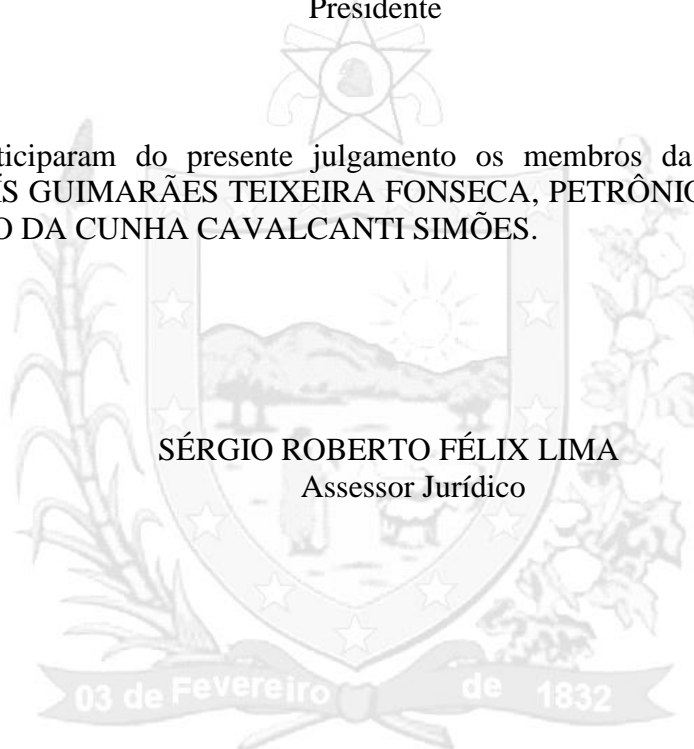 Presidente
ticiparam do presente julgamento os membros da
ÍS GUIMARÃES TEIXEIRA FONSECA, PETRÔNIO
O DA CUNHA CAVALCANTI SIMÕES.
SÉRGIO ROBERTO FÉLIX LIMA
Assessor Jurídico
03 de Fevereiro de 1832